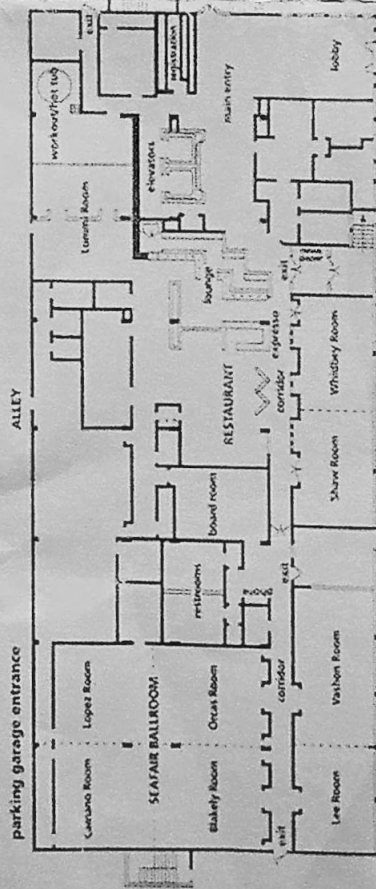 parking garage entrance
ALLEY
exit
workout/hot tub
registration
lobby
main entry
elevators
Lummi Room
lounge
exit
espresso
RESTAURANT
corridor
Whidbey Room
Shaw Room
board room
restrooms
exit
Lopez Room
Camano Room
SEAFAIR BALLROOM
Orcas Room
Blakely Room
corridor
Vashon Room
Lee Room
exit